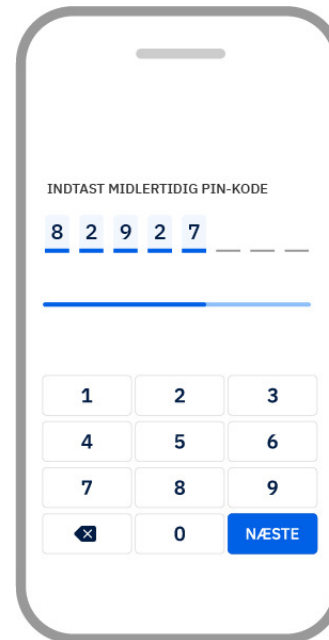 INDTAST MIDLERTIDIG PIN-KODE
8 2 9 2 7
1 2 3
4 5 6
7 8 9
0 NÆSTE